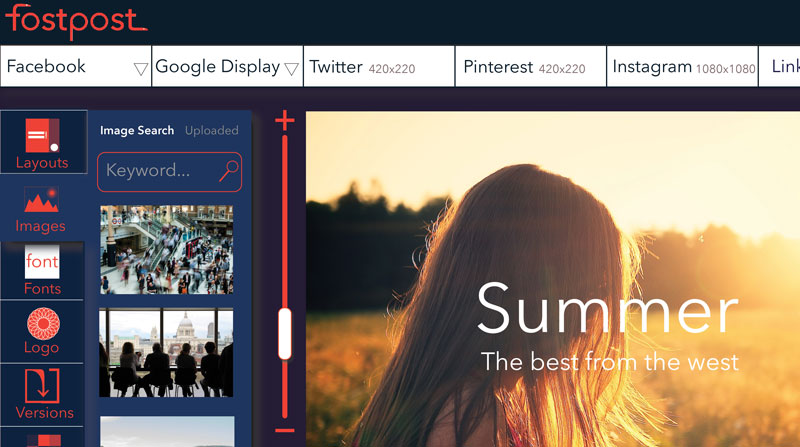 fostpost
Facebook
Google Display
Twitter 420x220
Pinterest 420x220
Instagram 1080x1080
Link
Layouts
Images
font
Fonts
Logo
Versions
Image Search Uploaded
Keyword...
Summer
The best from the west